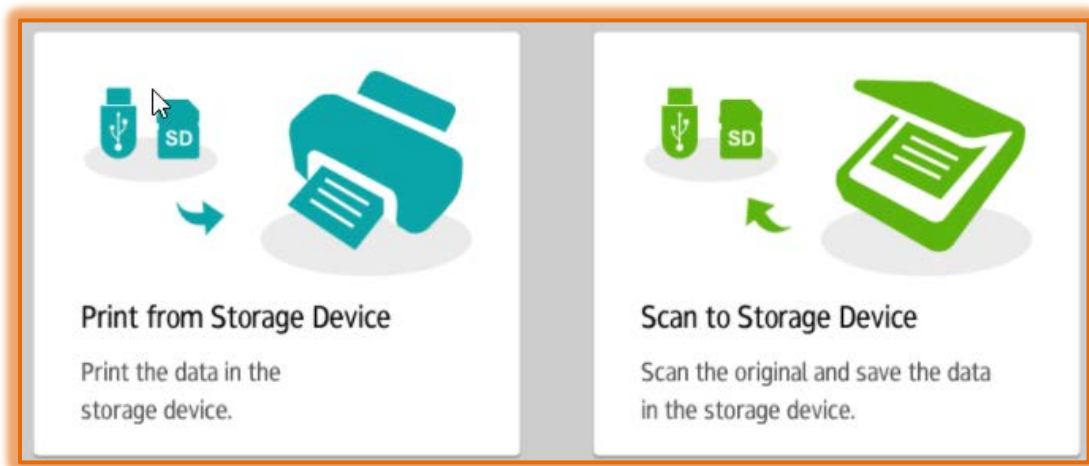 SD
Print from Storage Device
Print the data in the
storage device.
SD
Scan to Storage Device
Scan the original and save the data
in the storage device.